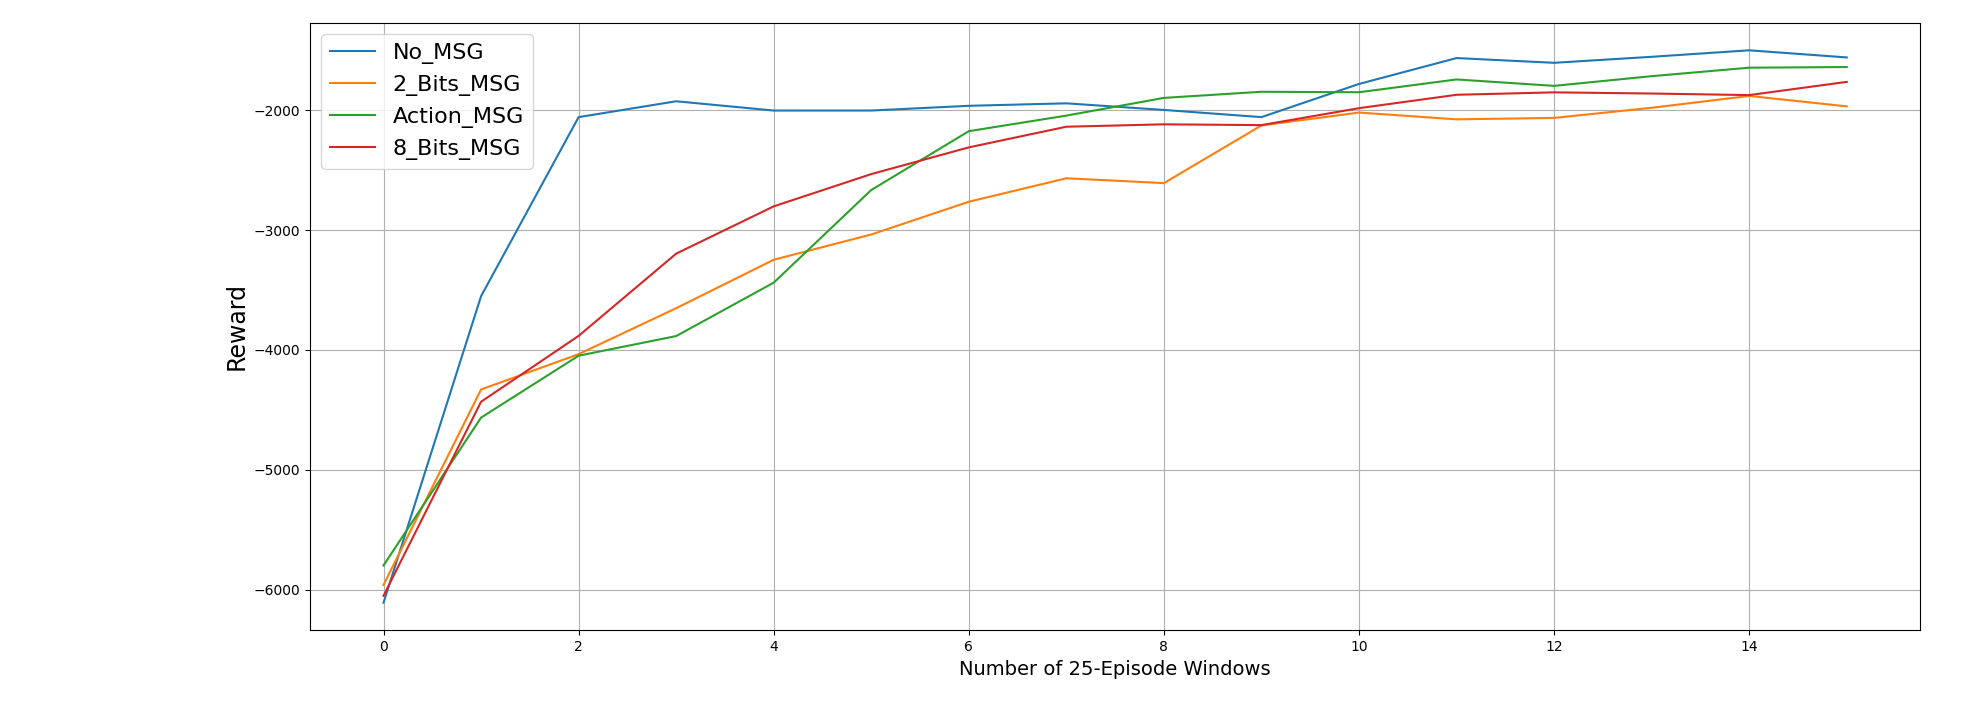 No_MSG
2_Bits_MSG
Action_MSG
8_Bits_MSG
Reward
−2000
−3000
−4000
−5000
−6000
0 2 4 6 8 10 12 14
Number of 25-Episode Windows